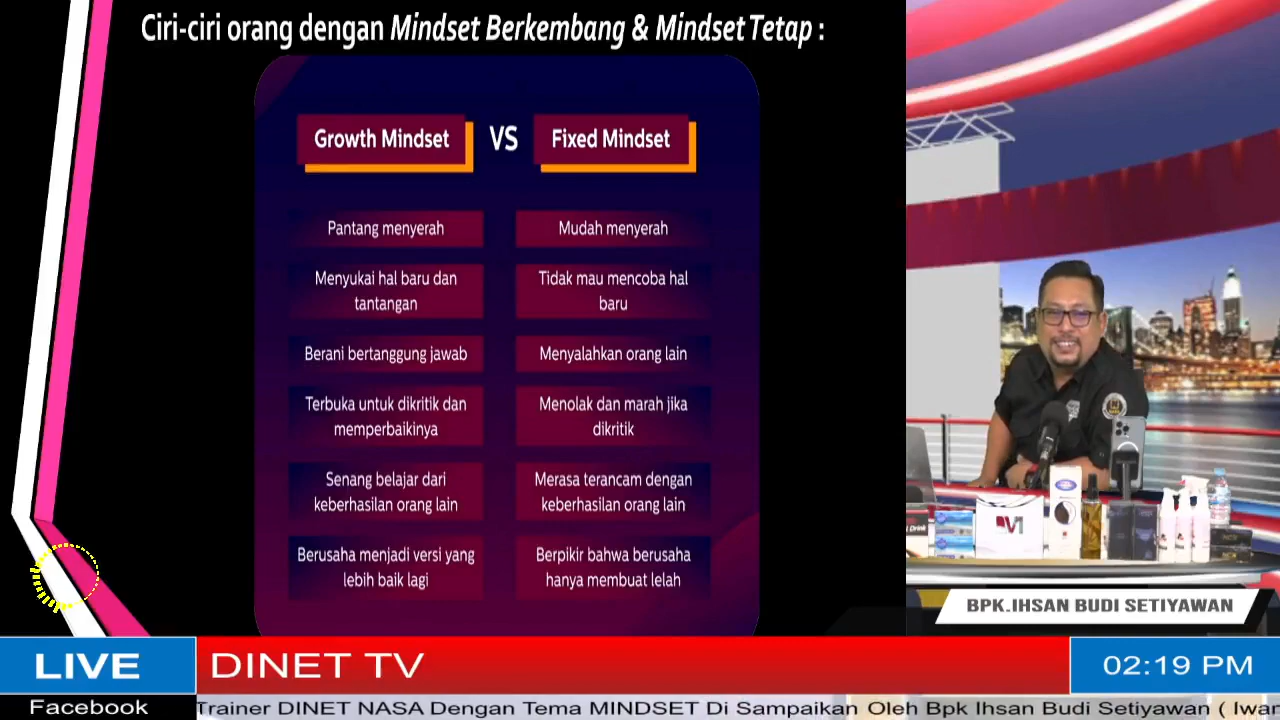 Ciri-ciri orang dengan Mindset Berkembang & Mindset Tetap :
Growth Mindset VS Fixed Mindset
Pantang menyerah
Mudah menyerah
Menyukai hal baru dan
tantangan
Tidak mau mencoba hal
baru
Berani bertanggung jawab
Menyalahkan orang lain
Terbuka untuk dikritik dan
memperbaikinya
Menolak dan marah jika
dikritik
Senang belajar dari
keberhasilan orang lain
Merasa terancam dengan
keberhasilan orang lain
Berusaha menjadi versi yang
lebih baik lagi
Berpikir bahwa berusaha
hanya membuat lelah
V1
Drink
BPK.IHSAN BUDI SETIYAWAN
LIVE
DINET TV
02:19 PM
Facebook
Trainer DINET NASA Dengan Tema MINDSET Di Sampaikan Oleh Bpk Ihsan Budi Setiyawan ( Iwan